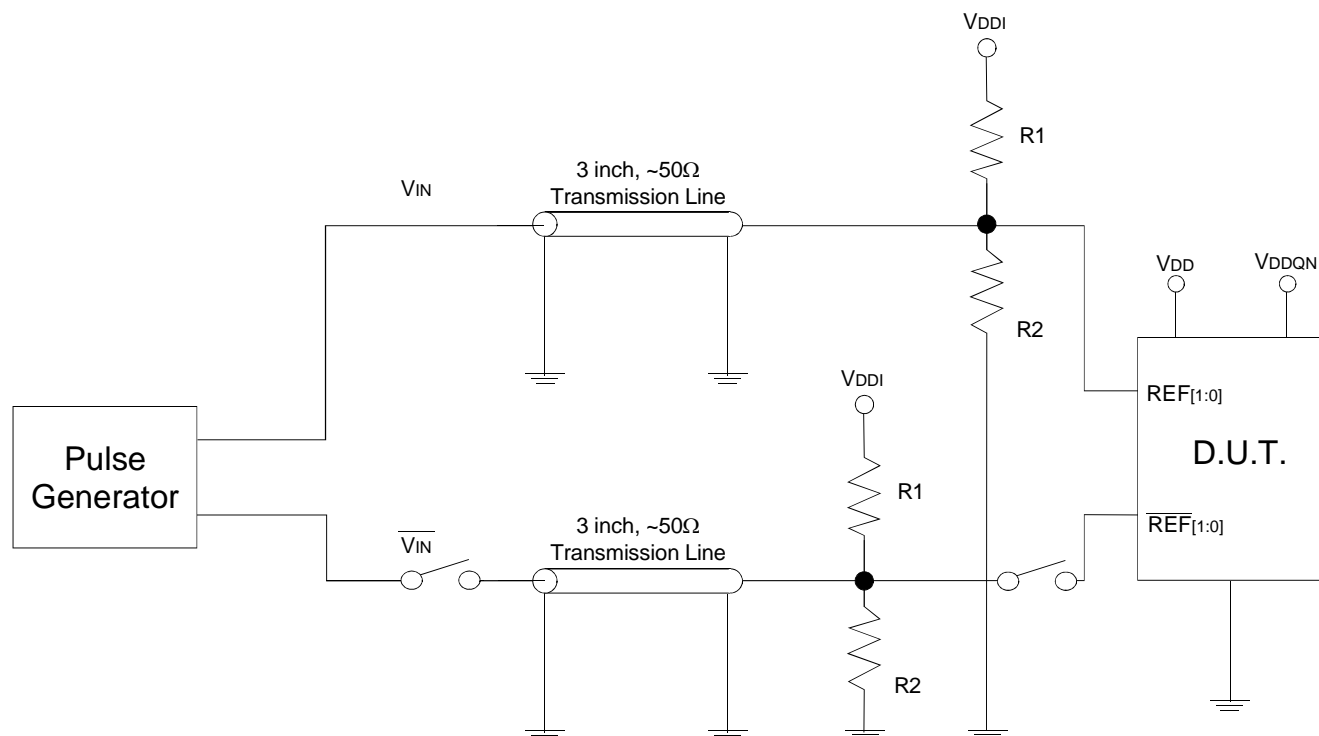 VDDI
R1
3 inch, ~50Ω
Transmission Line
VIN
VDD
VDDQN
R2
VDDI
REF[1:0]
D.U.T.
Pulse
Generator
R1
REF[1:0]
3 inch, ~50Ω
Transmission Line
VIN
R2